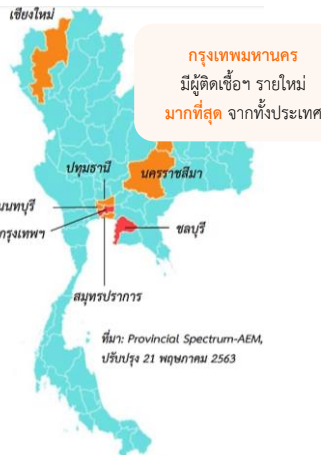 เชียงใหม่
กรุงเทพมหานคร
มีผู้ติดเชื้อฯ รายใหม่
มากที่สุด จากทั้งประเทศ
ปทุมธานี
นครราชสีมา
นนทบุรี
กรุงเทพฯ
ชลบุรี
สมุทรปราการ
ที่มา: Provincial Spectrum-AEM,
ปรับปรุง 21 พฤษภาคม 2563